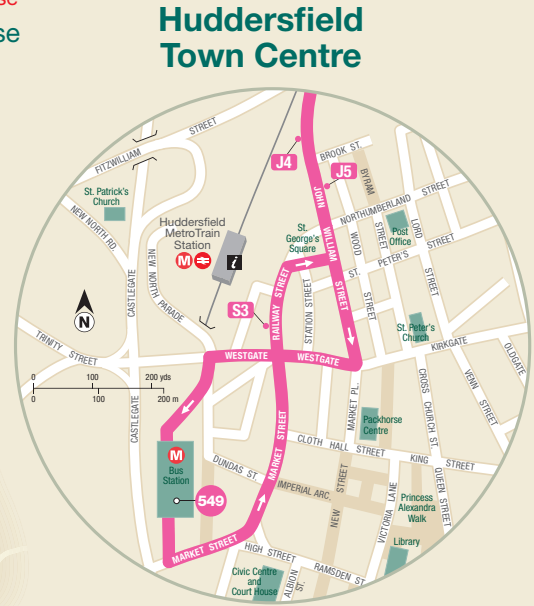 se
se
Huddersfield
Town Centre
FITZWILLIAM STREET
BROOK ST.
J4
J5
BYRAM STREET
St. Patrick's
Church
NEW NORTH RD.
Huddersfield
MetroTrain
Station
M
i
JOHN WILLIAM STREET
NORTHUMBERLAND STREET
St.
George's
Square
WOOD STREET
Post
Office
LORD STREET
ST. PETER'S STREET
CASTLEGATE
NEW NORTH PARADE
RAILWAY STREET
STATION STREET
S3
N
TRINITY STREET
St. Peter's
Church
KIRKGATE
OLDGATE
WESTGATE
WESTGATE
VENN STREET
0 100 200 yds
0 100 200 m
MARKET PL.
CROSS CHURCH ST.
CASTLEGATE
Packhorse
Centre
M
Bus
Station
549
MARKET STREET
CLOTH HALL STREET
KING STREET
DUNDAS ST.
IMPERIAL ARC.
NEW STREET
VICTORIA LANE
QUEEN STREET
Princess
Alexandra
Walk
MARKET STREET
HIGH STREET
RAMSDEN ST.
Library
Civic Centre
and
Court House
ALBION ST.